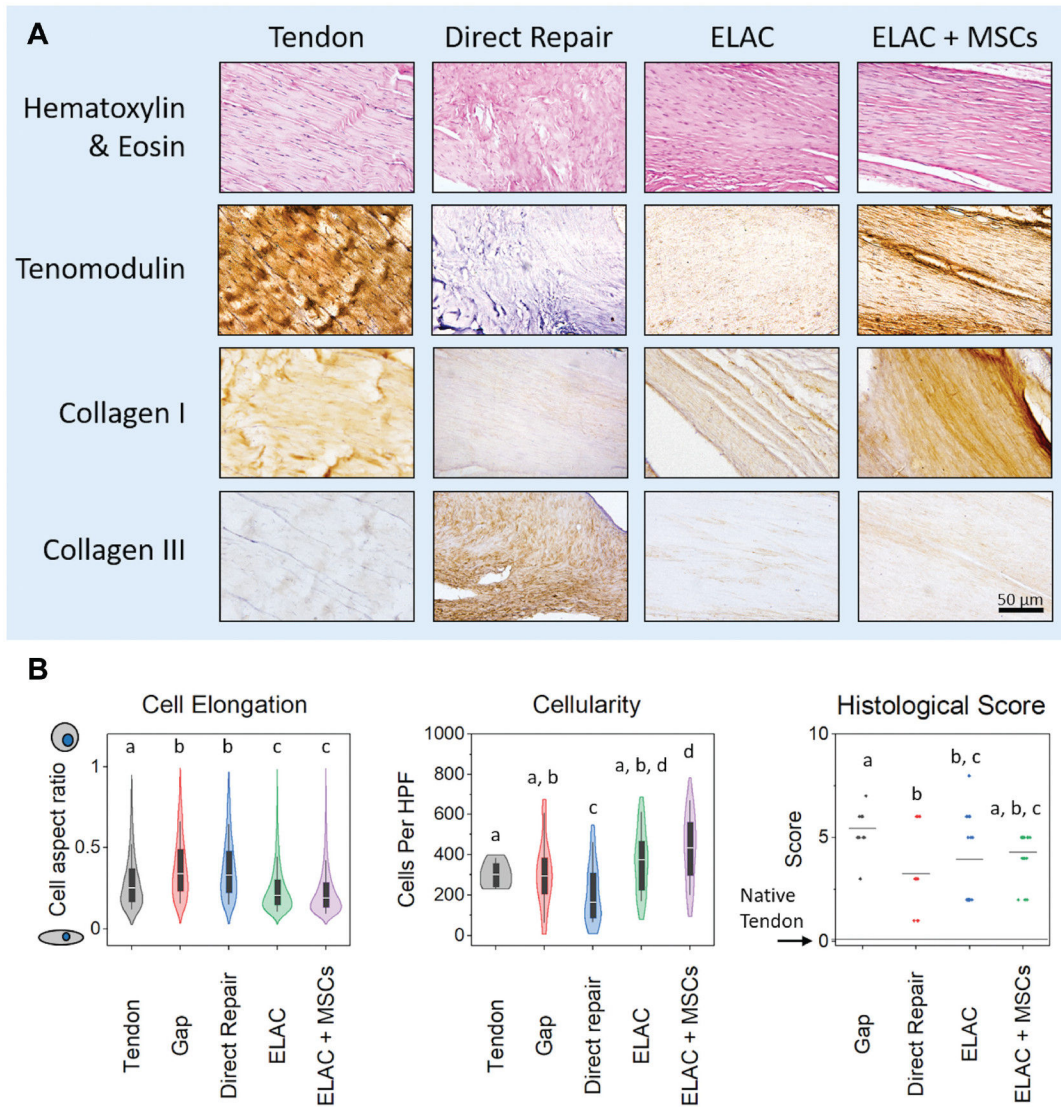 A
Tendon
Direct Repair
ELAC
ELAC + MSCs
Hematoxylin
& Eosin
Tenomodulin
Collagen I
Collagen III
50 µm
B
Cell Elongation
Cell aspect ratio
1
0.5
0
a
b
b
c
c
Tendon
Gap
Direct Repair
ELAC
ELAC + MSCs
Cellularity
Cells Per HPF
1000
800
600
400
200
0
a
a, b
c
a, b, d
d
Tendon
Gap
Direct repair
ELAC
ELAC + MSCs
Histological Score
Score
10
5
0
Native
Tendon
a
b
b, c
a, b, c
Gap
Direct Repair
ELAC
ELAC + MSCs